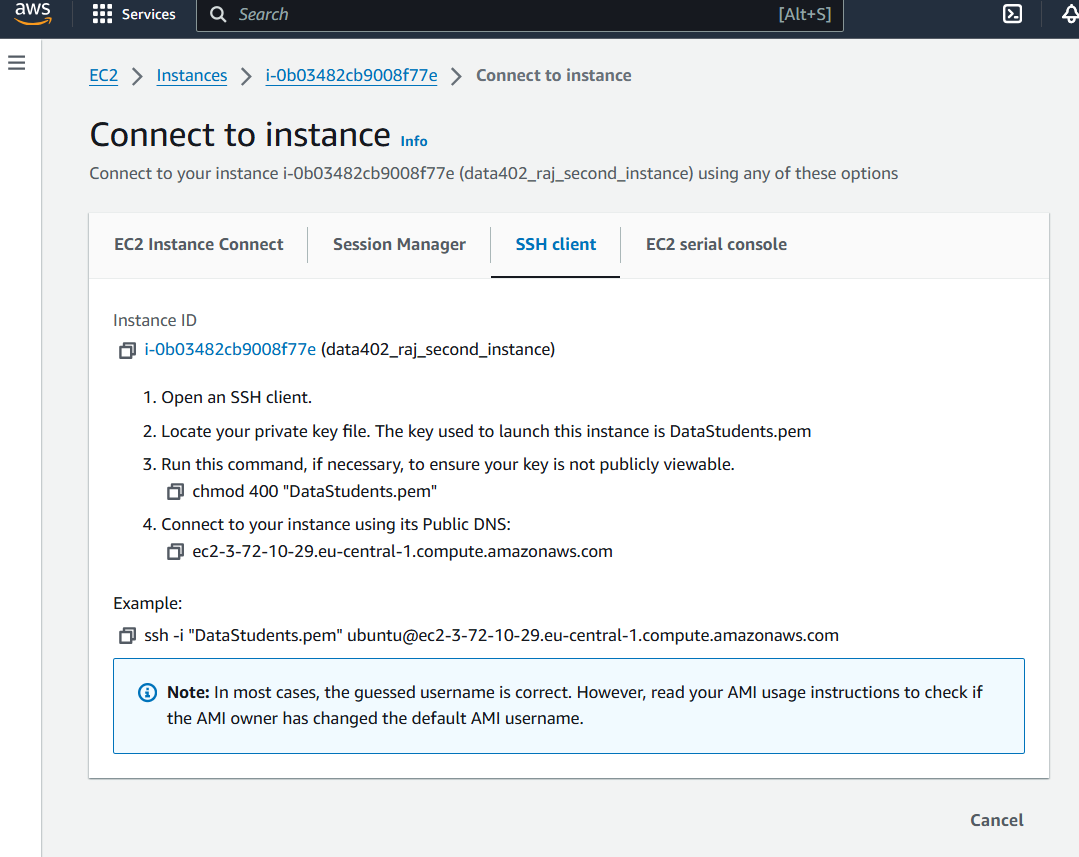 aws Services Search [Alt+S]
EC2 Instances i-0b03482cb9008f77e Connect to instance
Connect to instance Info
Connect to your instance i-0b03482cb9008f77e (data402_raj_second_instance) using any of these options
EC2 Instance Connect Session Manager SSH client EC2 serial console
Instance ID
i-0b03482cb9008f77e (data402_raj_second_instance)
1. Open an SSH client.
2. Locate your private key file. The key used to launch this instance is DataStudents.pem
3. Run this command, if necessary, to ensure your key is not publicly viewable.
chmod 400 "DataStudents.pem"
4. Connect to your instance using its Public DNS:
ec2-3-72-10-29.eu-central-1.compute.amazonaws.com
Example:
ssh -i "DataStudents.pem" ubuntu@ec2-3-72-10-29.eu-central-1.compute.amazonaws.com
Note: In most cases, the guessed username is correct. However, read your AMI usage instructions to check if
the AMI owner has changed the default AMI username.
Cancel